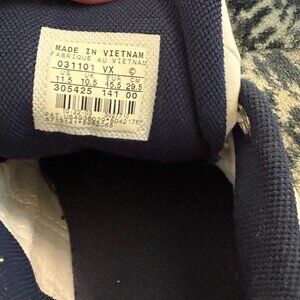 MADE IN VIETNAM
FABRIQUE AU VIETNAM
031101 VX ©
US UK EUR CM
11.5 10.5 45.5 29.5
305425 141 00